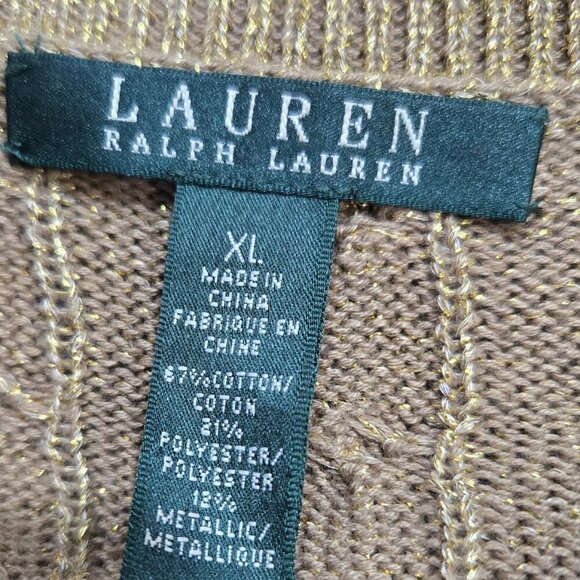 LAUREN
RALPH LAUREN
XL
MADE IN
CHINA
FABRIQUE EN
CHINE
67% COTTON/
COTON
21%
POLYESTER/
POLYESTER
12%
METALLIC/
METALLIQUE